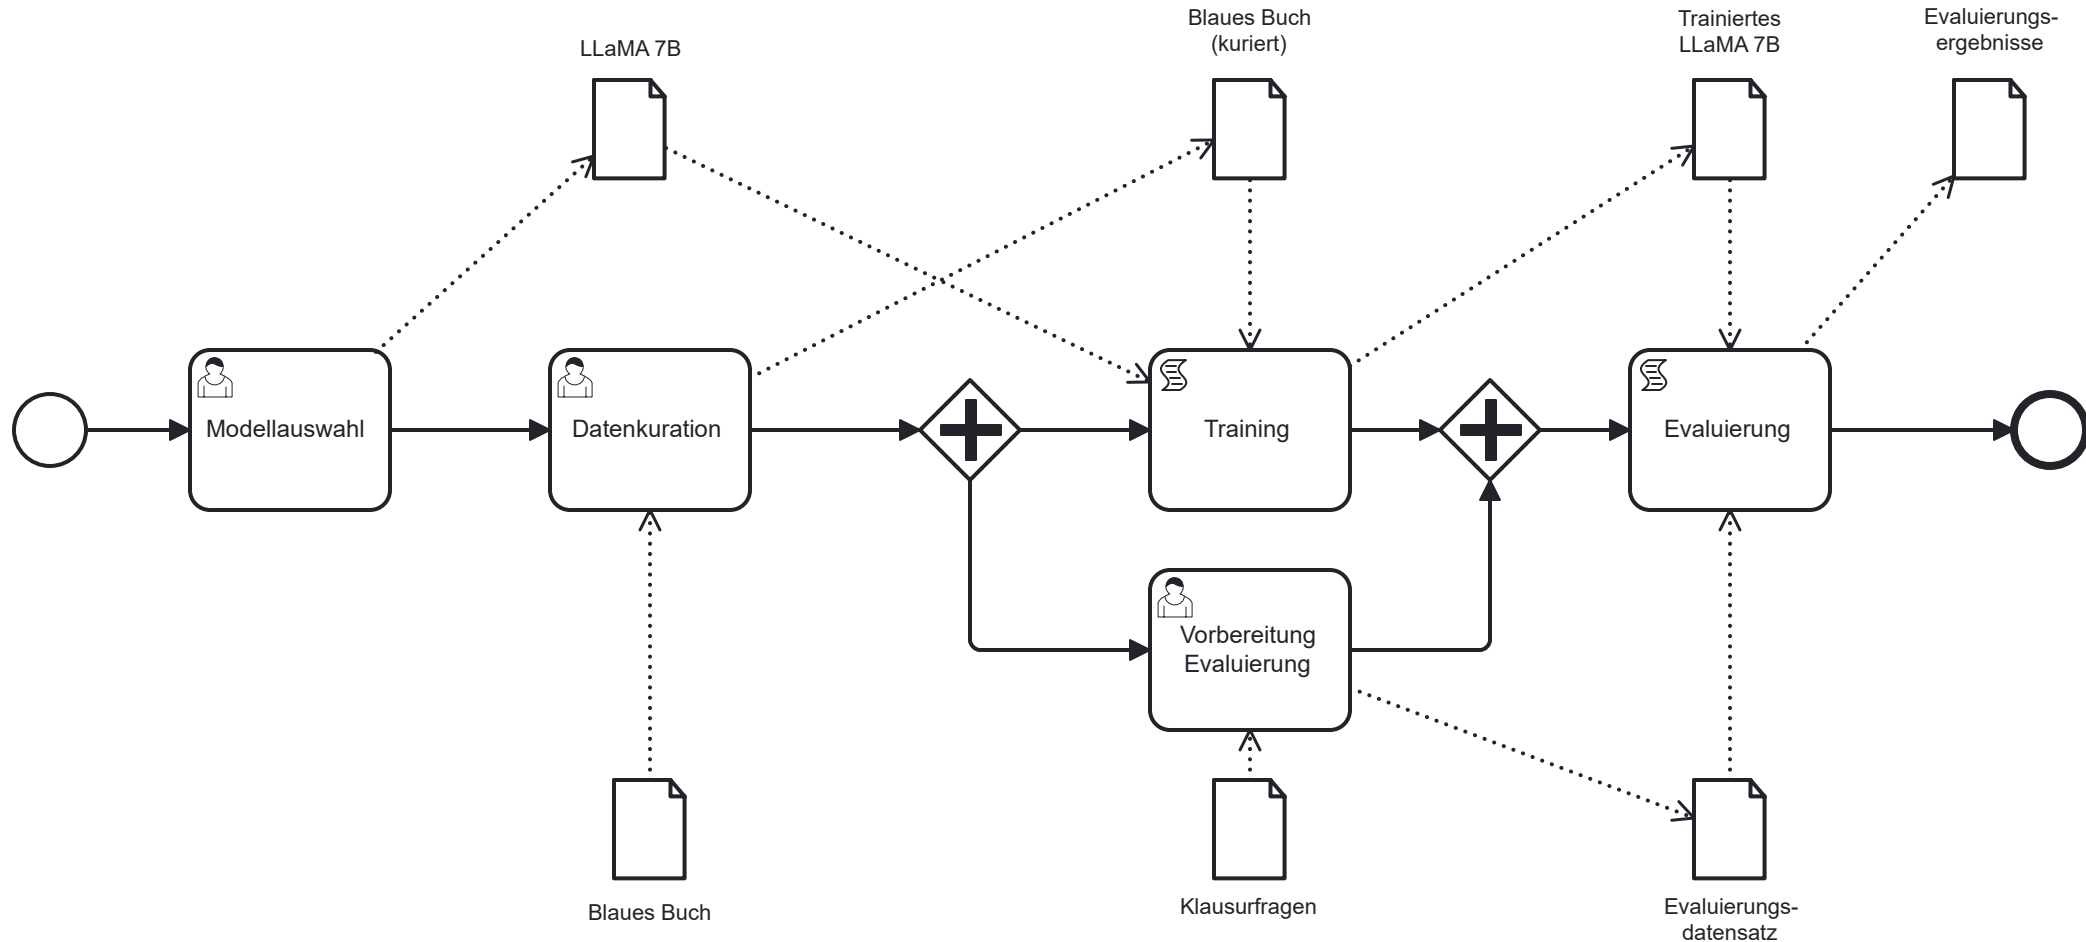 LLaMA 7B
Blaues Buch
(kuriert)
Trainiertes
LLaMA 7B
Evaluierungs-
ergebnisse
Modellauswahl
Datenkuration
Training
Evaluierung
Vorbereitung
Evaluierung
Blaues Buch
Klausurfragen
Evaluierungs-
datensatz